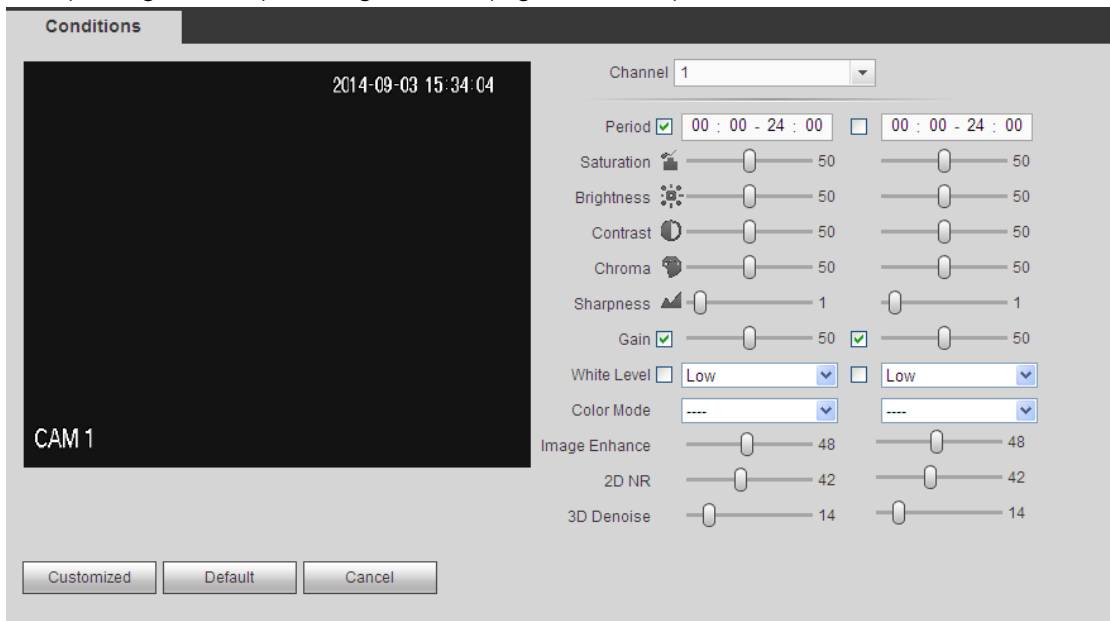 Conditions
2014-09-03 15:34:04
CAM 1
Channel 1
Period 00 : 00 - 24 : 00 00 : 00 - 24 : 00
Saturation 50 50
Brightness 50 50
Contrast 50 50
Chroma 50 50
Sharpness 1 1
Gain 50 50
White Level Low Low
Color Mode ---- ----
Image Enhance 48 48
2D NR 42 42
3D Denoise 14 14
Customized Default Cancel